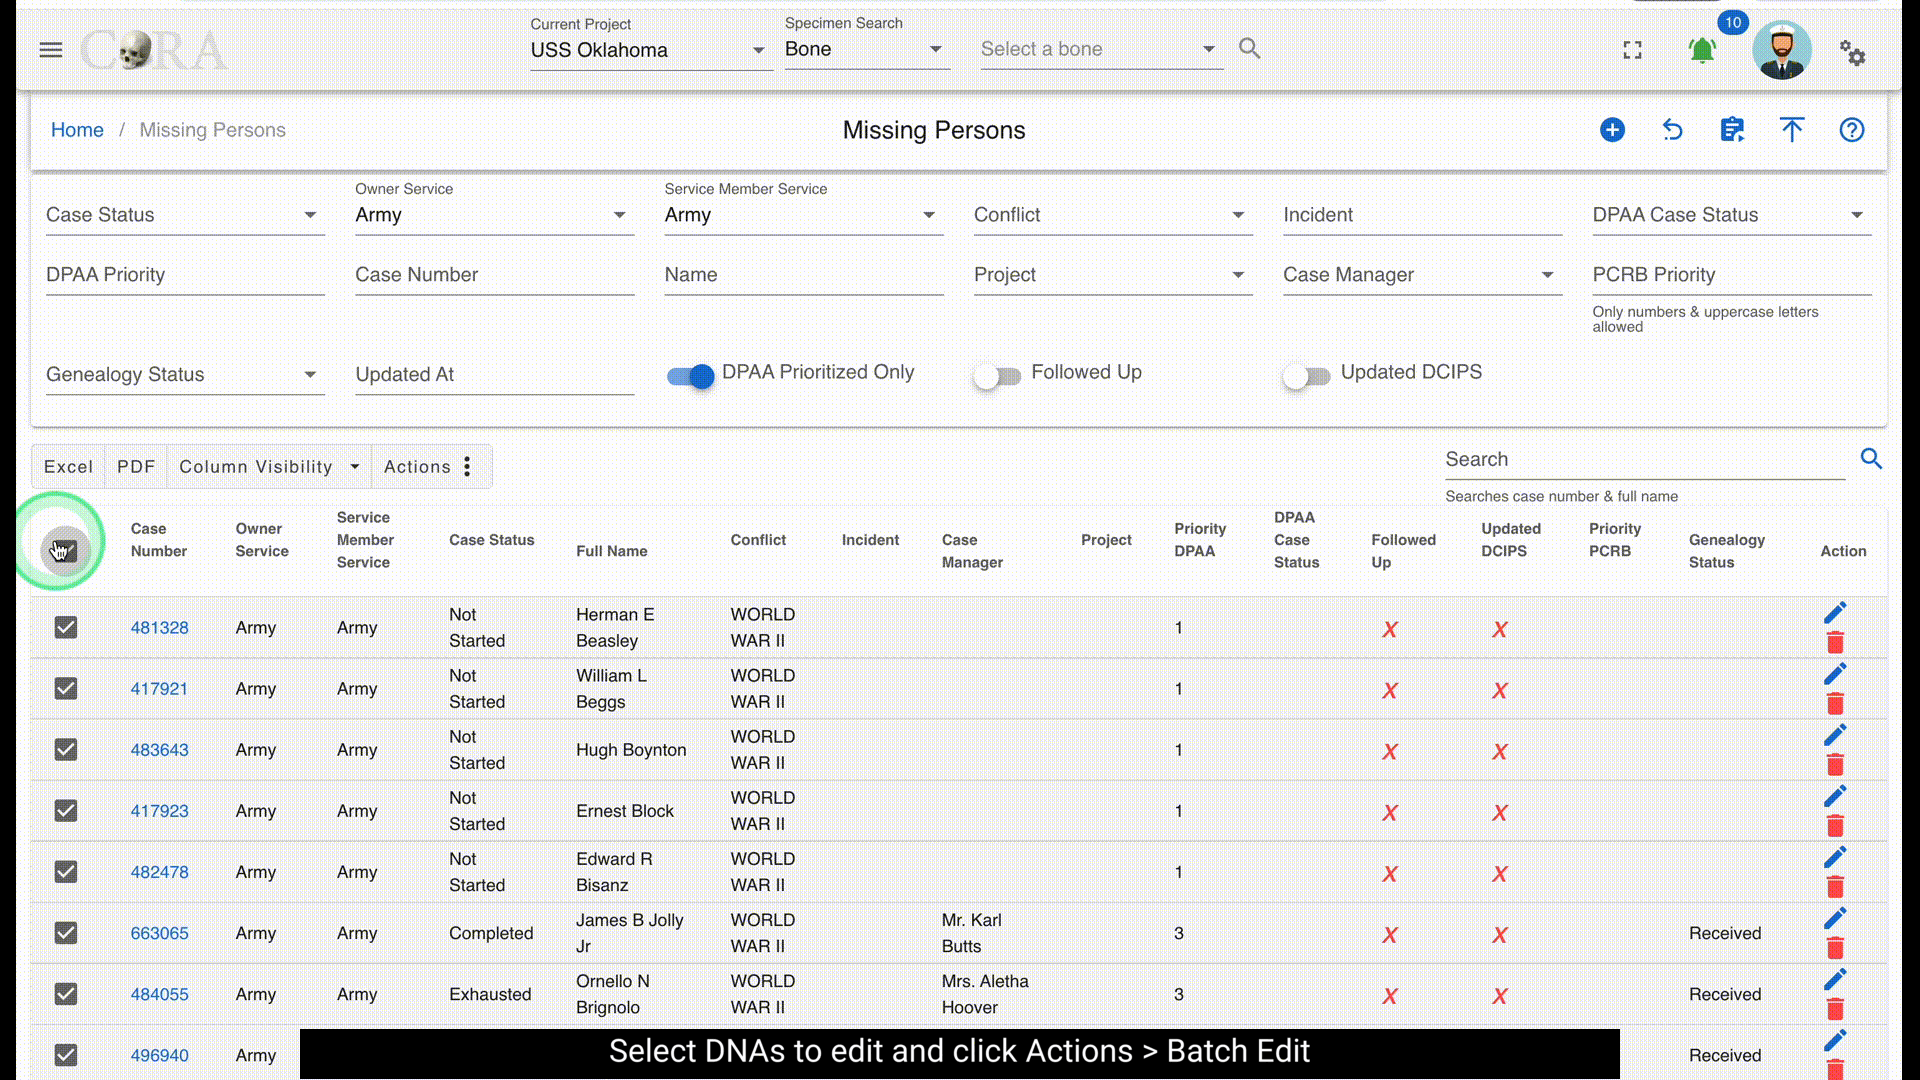 Current Project
Specimen Search
CORA
USS Oklahoma
Bone
Select a bone
10
Home / Missing Persons
Missing Persons
Case Status
Owner Service
Army
Service Member Service
Army
Conflict
Incident
DPAA Case Status
DPAA Priority
Case Number
Name
Project
Case Manager
PCRB Priority
Only numbers & uppercase letters
allowed
Genealogy Status
Updated At
DPAA Prioritized Only
Followed Up
Updated DCIPS
Excel
PDF
Column Visibility
Actions
Search
Searches case number & full name
Case Number
Owner Service
Service Member Service
Case Status
Full Name
Conflict
Incident
Case Manager
Project
Priority DPAA
DPAA Case Status
Followed Up
Updated DCIPS
Priority PCRB
Genealogy Status
Action
481328 Army Army Not Started Herman E Beasley WORLD WAR II 1 X X
417921 Army Army Not Started William L Beggs WORLD WAR II 1 X X
483643 Army Army Not Started Hugh Boynton WORLD WAR II 1 X X
417923 Army Army Not Started Ernest Block WORLD WAR II 1 X X
482478 Army Army Not Started Edward R Bisanz WORLD WAR II 1 X X
663065 Army Army Completed James B Jolly Jr WORLD WAR II Mr. Karl Butts 3 X X Received
484055 Army Army Exhausted Ornello N Brignolo WORLD WAR II Mrs. Aletha Hoover 3 X X Received
496940 Army Received
Select DNAs to edit and click Actions > Batch Edit